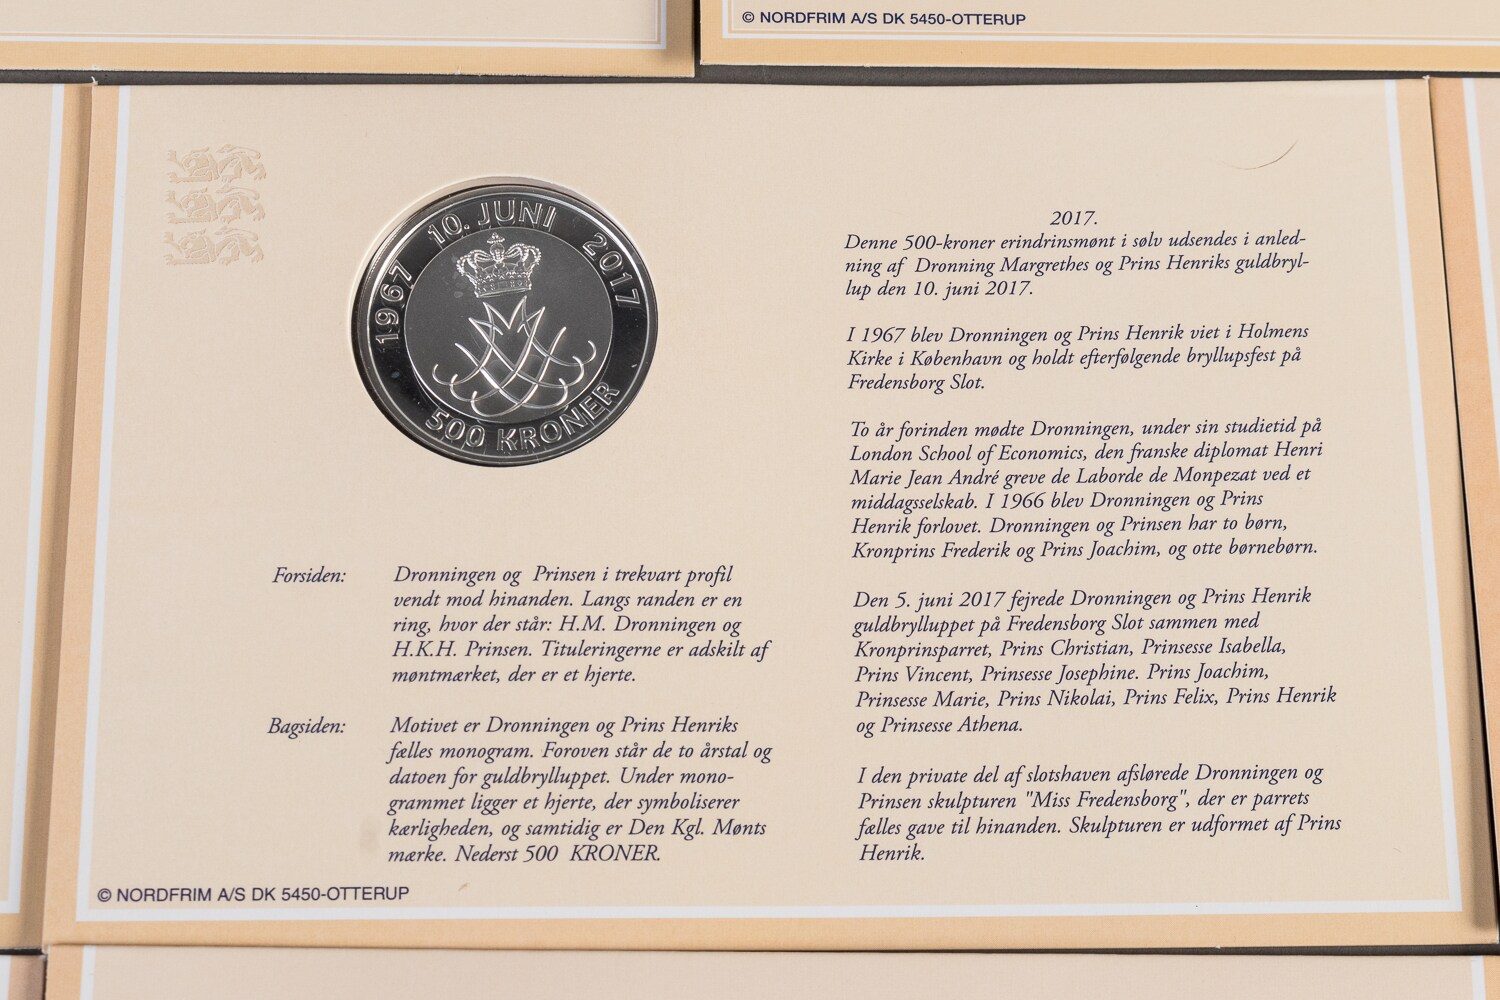 © NORDFRIM A/S DK 5450-OTTERUP
10. JUNI
1967
2017
500 KRONER
Forsiden:
Dronningen og Prinsen i trekvart profil
vendt mod hinanden. Langs randen er en
ring, hvor der står: H.M. Dronningen og
H.K.H. Prinsen. Tituleringerne er adskilt af
møntmærket, der er et hjerte.
Bagsiden:
Motivet er Dronningen og Prins Henriks
fælles monogram. Foroven står de to årstal og
datoen for guldbrylluppet. Under mono-
grammet ligger et hjerte, der symboliserer
kærligheden, og samtidig er Den Kgl. Mønts
mærke. Nederst 500 KRONER.
© NORDFRIM A/S DK 5450-OTTERUP
2017.
Denne 500-kroner erindrinsmønt i sølv udsendes i anled-
ning af Dronning Margrethes og Prins Henriks guldbryl-
lup den 10. juni 2017.
I 1967 blev Dronningen og Prins Henrik viet i Holmens
Kirke i København og holdt efterfølgende bryllupsfest på
Fredensborg Slot.
To år forinden mødte Dronningen, under sin studietid på
London School of Economics, den franske diplomat Henri
Marie Jean André greve de Laborde de Monpezat ved et
middagsselskab. I 1966 blev Dronningen og Prins
Henrik forlovet. Dronningen og Prinsen har to børn,
Kronprins Frederik og Prins Joachim, og otte børnebørn.
Den 5. juni 2017 fejrede Dronningen og Prins Henrik
guldbrylluppet på Fredensborg Slot sammen med
Kronprinsparret, Prins Christian, Prinsesse Isabella,
Prins Vincent, Prinsesse Josephine. Prins Joachim,
Prinsesse Marie, Prins Nikolai, Prins Felix, Prins Henrik
og Prinsesse Athena.
I den private del af slotshaven afslørede Dronningen og
Prinsen skulpturen "Miss Fredensborg", der er parrets
fælles gave til hinanden. Skulpturen er udformet af Prins
Henrik.